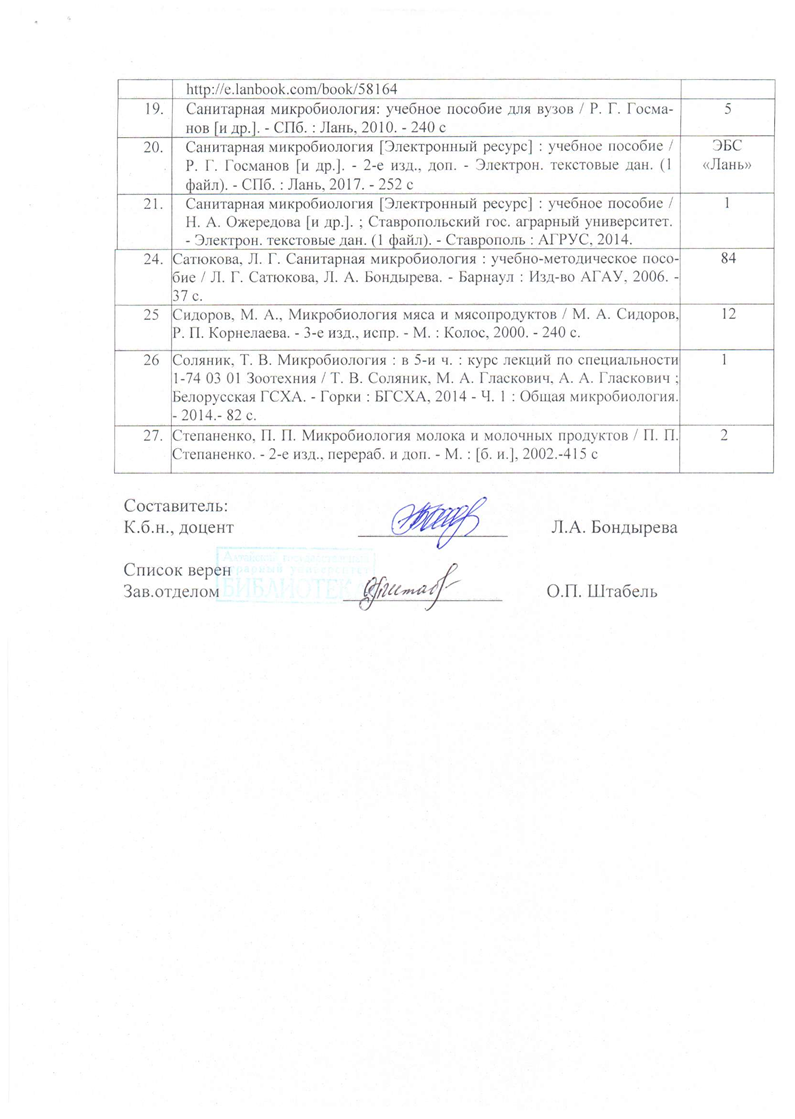 http://e.lanbook.com/book/58164
19. Санитарная микробиология: учебное пособие для вузов / Р. Г. Госма- 5
нов [и др.]. - СПб. : Лань, 2010. - 240 с
20. Санитарная микробиология [Электронный ресурс] : учебное пособие / ЭБС
Р. Г. Госманов [и др.]. - 2-е изд., доп. - Электрон. текстовые дан. (1 «Лань»
файл). - СПб. : Лань, 2017. - 252 с
21. Санитарная микробиология [Электронный ресурс] : учебное пособие / 1
Н. А. Ожередова [и др.]. ; Ставропольский гос. аграрный университет.
- Электрон. текстовые дан. (1 файл). - Ставрополь : АГРУС, 2014.
24. Сатюкова, Л. Г. Санитарная микробиология : учебно-методическое посо- 84
бие / Л. Г. Сатюкова, Л. А. Бондырева. - Барнаул : Изд-во АГАУ, 2006. -
37 с.
25 Сидоров, М. А., Микробиология мяса и мясопродуктов / М. А. Сидоров, 12
Р. П. Корнелаева. - 3-е изд., испр. - М. : Колос, 2000. - 240 с.
26 Соляник, Т. В. Микробиология : в 5-и ч. : курс лекций по специальности 1
1-74 03 01 Зоотехния / Т. В. Соляник, М. А. Гласкович, А. А. Гласкович ;
Белорусская ГСХА. - Горки : БГСХА, 2014 - Ч. 1 : Общая микробиология.
- 2014.- 82 с.
27. Степаненко, П. П. Микробиология молока и молочных продуктов / П. П. 2
Степаненко. - 2-е изд., перераб. и доп. - М. : [б. и.], 2002.-415 с
Составитель:
К.б.н., доцент Л.А. Бондырева
Список верен
Зав.отделом О.П. Штабель
БИБЛИОТЕКА